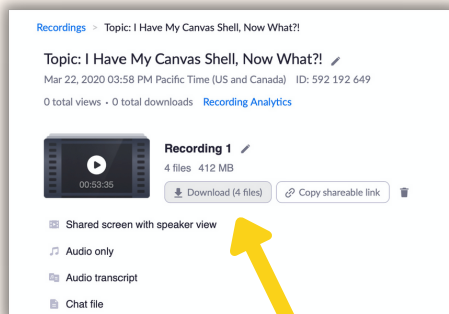 Recordings > Topic: I Have My Canvas Shell, Now What?!
Topic: I Have My Canvas Shell, Now What?!
Mar 22, 2020 03:58 PM Pacific Time (US and Canada) ID: 592 192 649
0 total views • 0 total downloads Recording Analytics
Recording 1
4 files 412 MB
00:53:35
Download (4 files) Copy shareable link
Shared screen with speaker view
Audio only
Audio transcript
Chat file